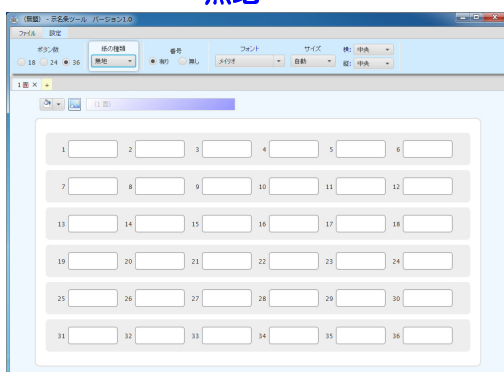 無地
(無題) - 示名条ツール バージョン1.0
ファイル 設定
ボタン数 紙の種類 番号 フォント サイズ 横: 中央
18 24 36 無地 有り 無し メイリオ 自動 縦: 中央
1面 × +
(1面)
1 2 3 4 5 6
7 8 9 10 11 12
13 14 15 16 17 18
19 20 21 22 23 24
25 26 27 28 29 30
31 32 33 34 35 36